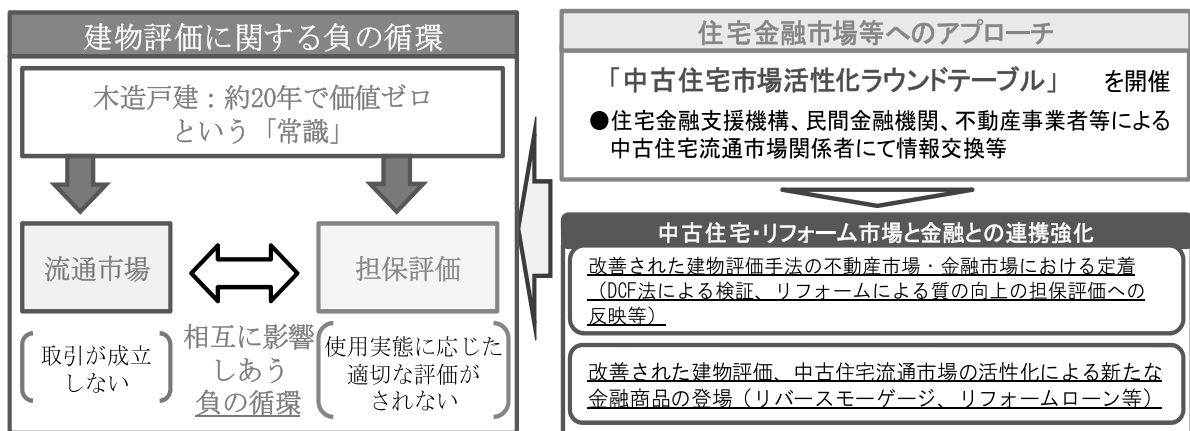 建物評価に関する負の循環
木造戸建：約20年で価値ゼロ
という「常識」
流通市場
担保評価
取引が成立
しない
相互に影響
しあう
負の循環
使用実態に応じた
適切な評価が
されない
住宅金融市場等へのアプローチ
「中古住宅市場活性化ラウンドテーブル」 を開催
●住宅金融支援機構、民間金融機関、不動産事業者等による
中古住宅流通市場関係者にて情報交換等
中古住宅・リフォーム市場と金融との連携強化
改善された建物評価手法の不動産市場・金融市場における定着
（DCF法による検証、リフォームによる質の向上の担保評価への
反映等）
改善された建物評価、中古住宅流通市場の活性化による新たな
金融商品の登場（リバースモーゲージ、リフォームローン等）